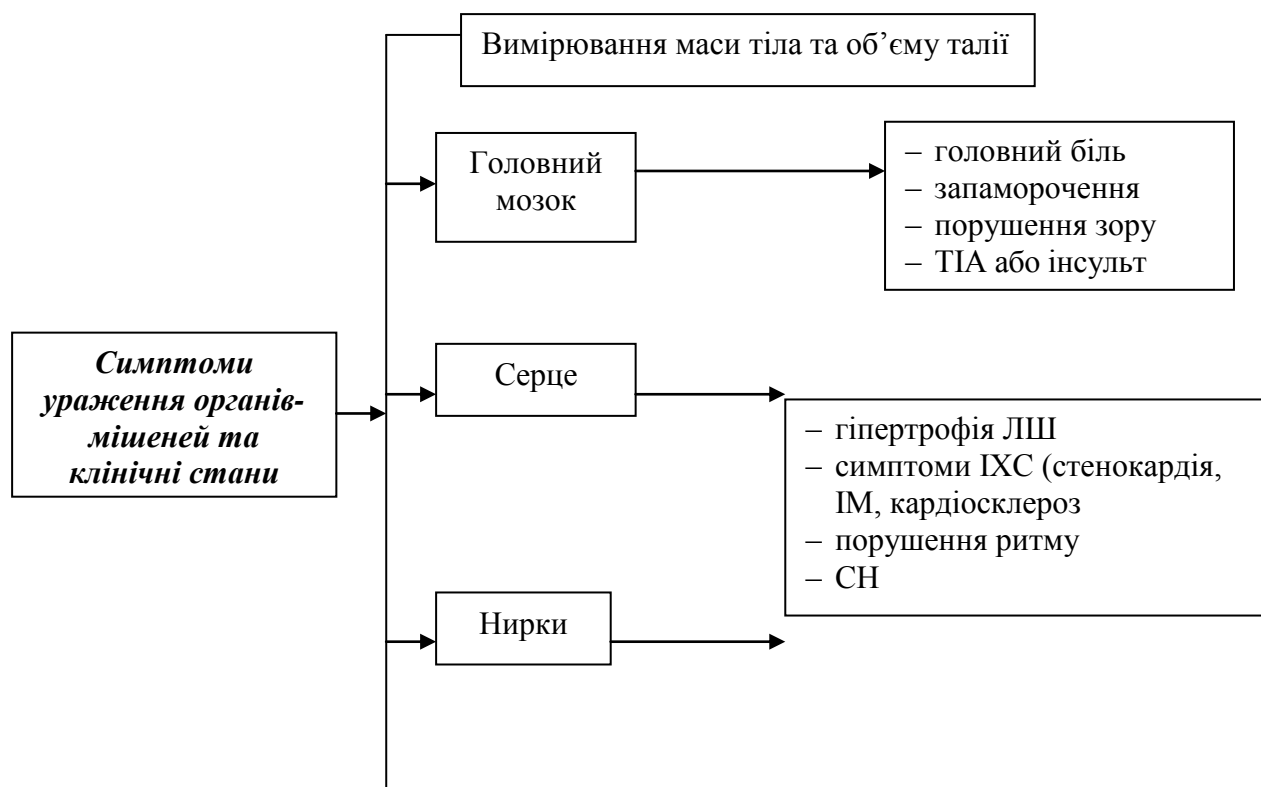 Вимірювання маси тіла та об’єму талії
Головний
мозок
– головний біль
– запаморочення
– порушення зору
– ТІА або інсульт
Симптоми
ураження органів-
мішеней та
клінічні стани
Серце
– гіпертрофія ЛШ
– симптоми ІХС (стенокардія,
ІМ, кардіосклероз
– порушення ритму
– СН
Нирки